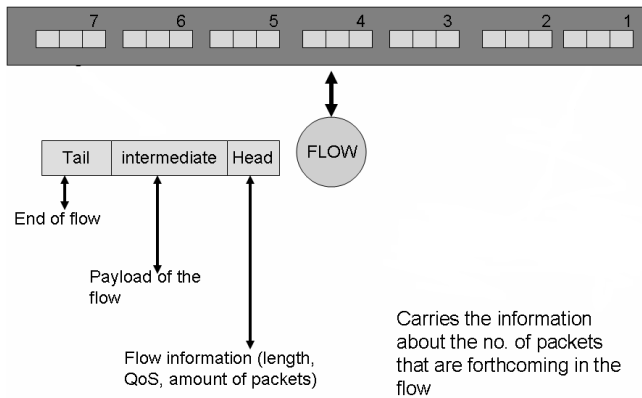 7 6 5 4 3 2 1
FLOW
Tail intermediate Head
End of flow
Payload of the
flow
Flow information (length,
QoS, amount of packets)
Carries the information
about the no. of packets
that are forthcoming in the
flow